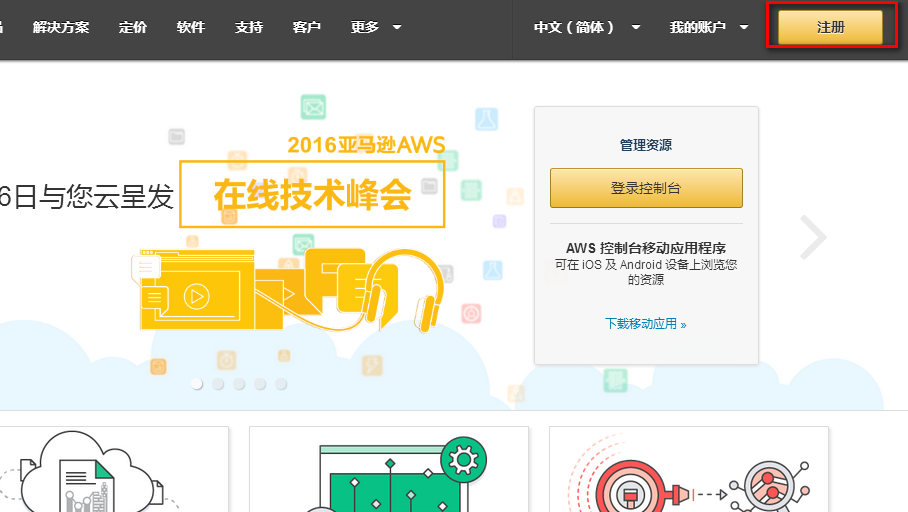 解决方案 定价 软件 支持 客户 更多 中文 ( 简体 ) 我的账户 注册
2016亚马逊AWS
6日与您云呈发
在线技术峰会
管理资源
登录控制台
AWS 控制台移动应用程序
可在 iOS 及 Android 设备上浏览您
的资源
下载移动应用 »